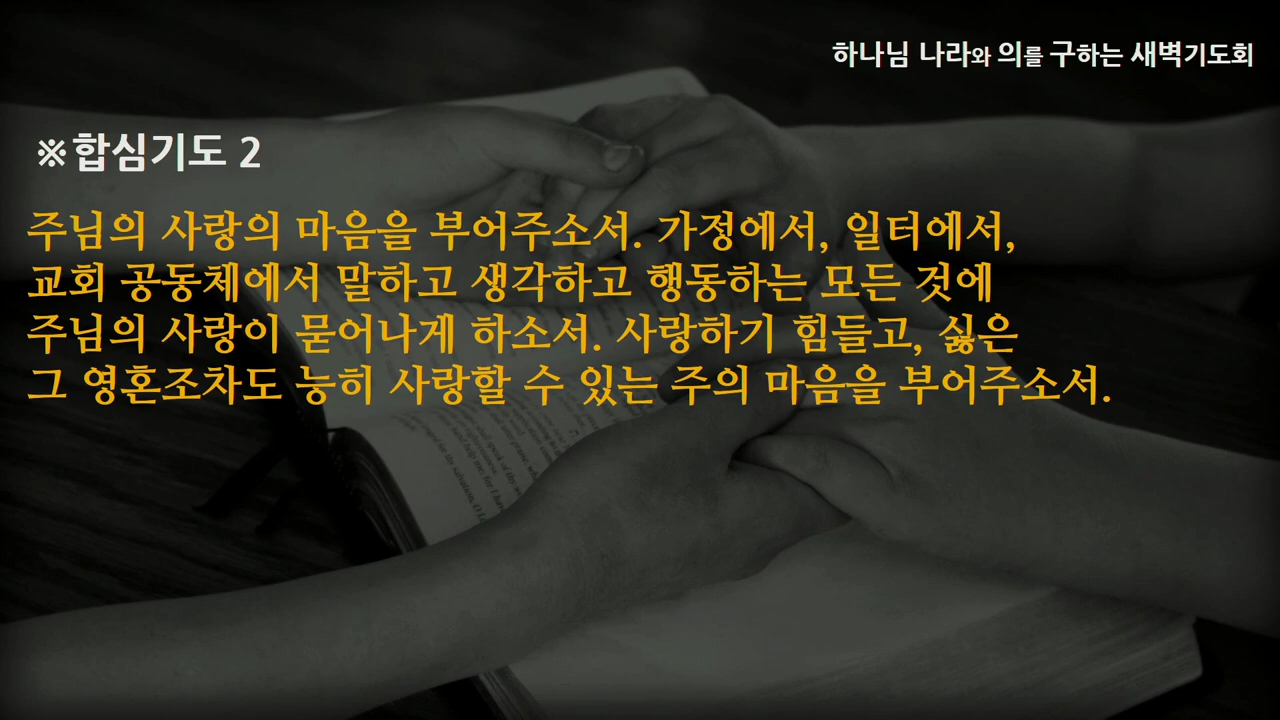 하나님 나라와 의를 구하는 새벽기도회
※합심기도 2
주님의 사랑의 마음을 부어주소서. 가정에서, 일터에서,
교회 공동체에서 말하고 생각하고 행동하는 모든 것에
주님의 사랑이 묻어나게 하소서. 사랑하기 힘들고, 싫은
그 영혼조차도 능히 사랑할 수 있는 주의 마음을 부어주소서.